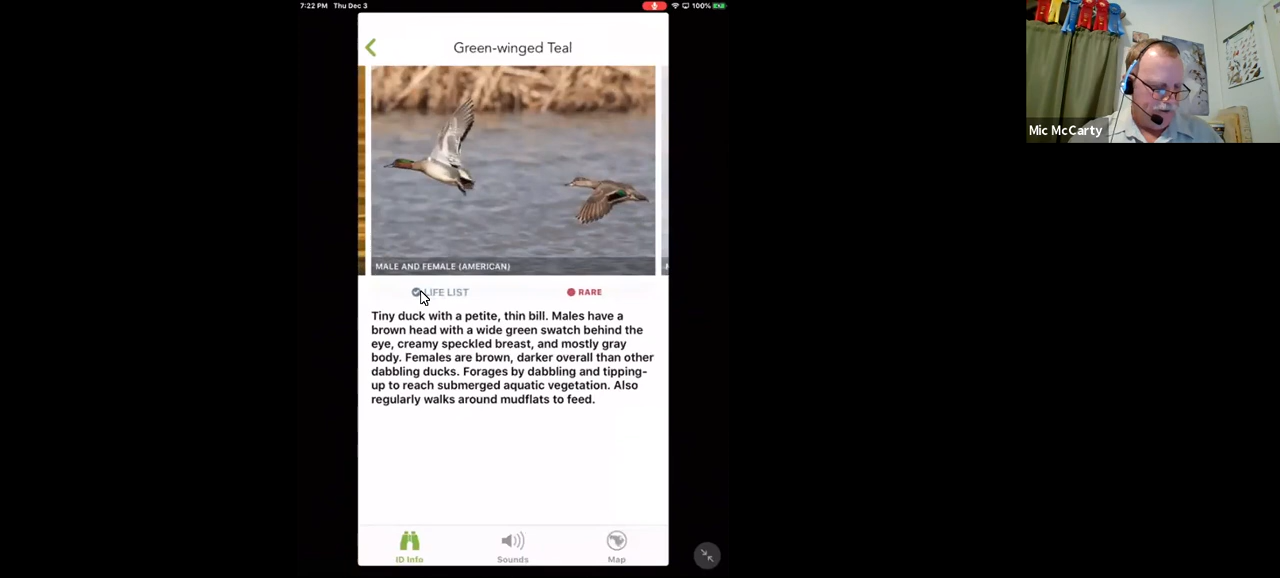 7:22 PM Thu Dec 3
100%
Green-winged Teal
MALE AND FEMALE (AMERICAN)
LIFE LIST
RARE
Tiny duck with a petite, thin bill. Males have a
brown head with a wide green swatch behind the
eye, creamy speckled breast, and mostly gray
body. Females are brown, darker overall than other
dabbling ducks. Forages by dabbling and tipping-
up to reach submerged aquatic vegetation. Also
regularly walks around mudflats to feed.
ID Info
Sounds
Map
Mic McCarty